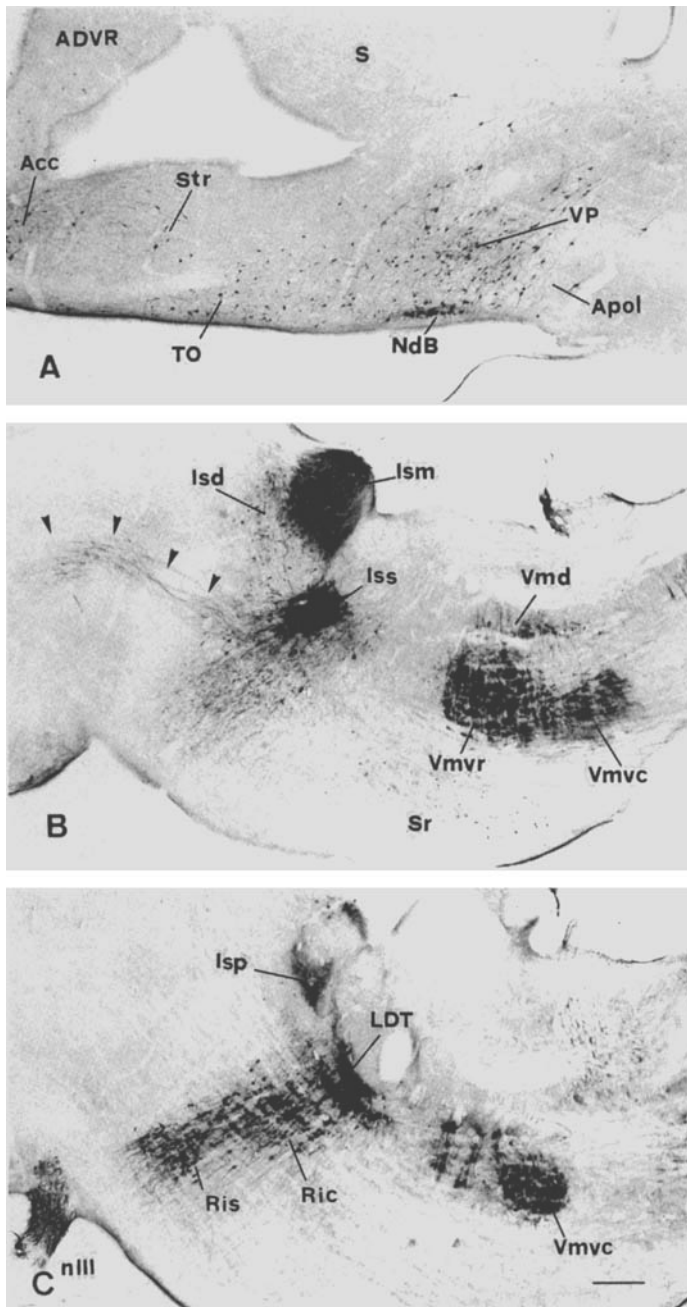 ADVR
S
Acc
Str
VP
Apol
TO
NdB
A
Isd
Ism
Iss
Vmd
Vmvr
Vmvc
Sr
B
Isp
LDT
Ris
Ric
Vmvc
nIII
C